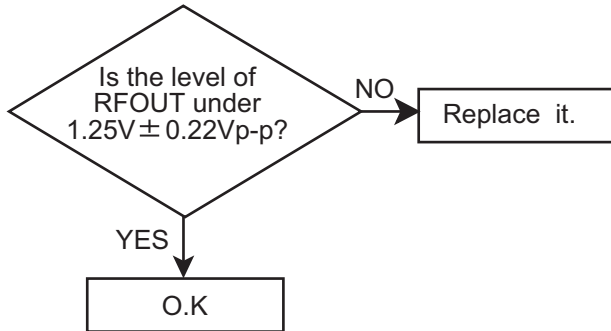 Is the level of
RFOUT under
1.25V ± 0.22Vp-p?
NO
Replace it.
YES
O.K